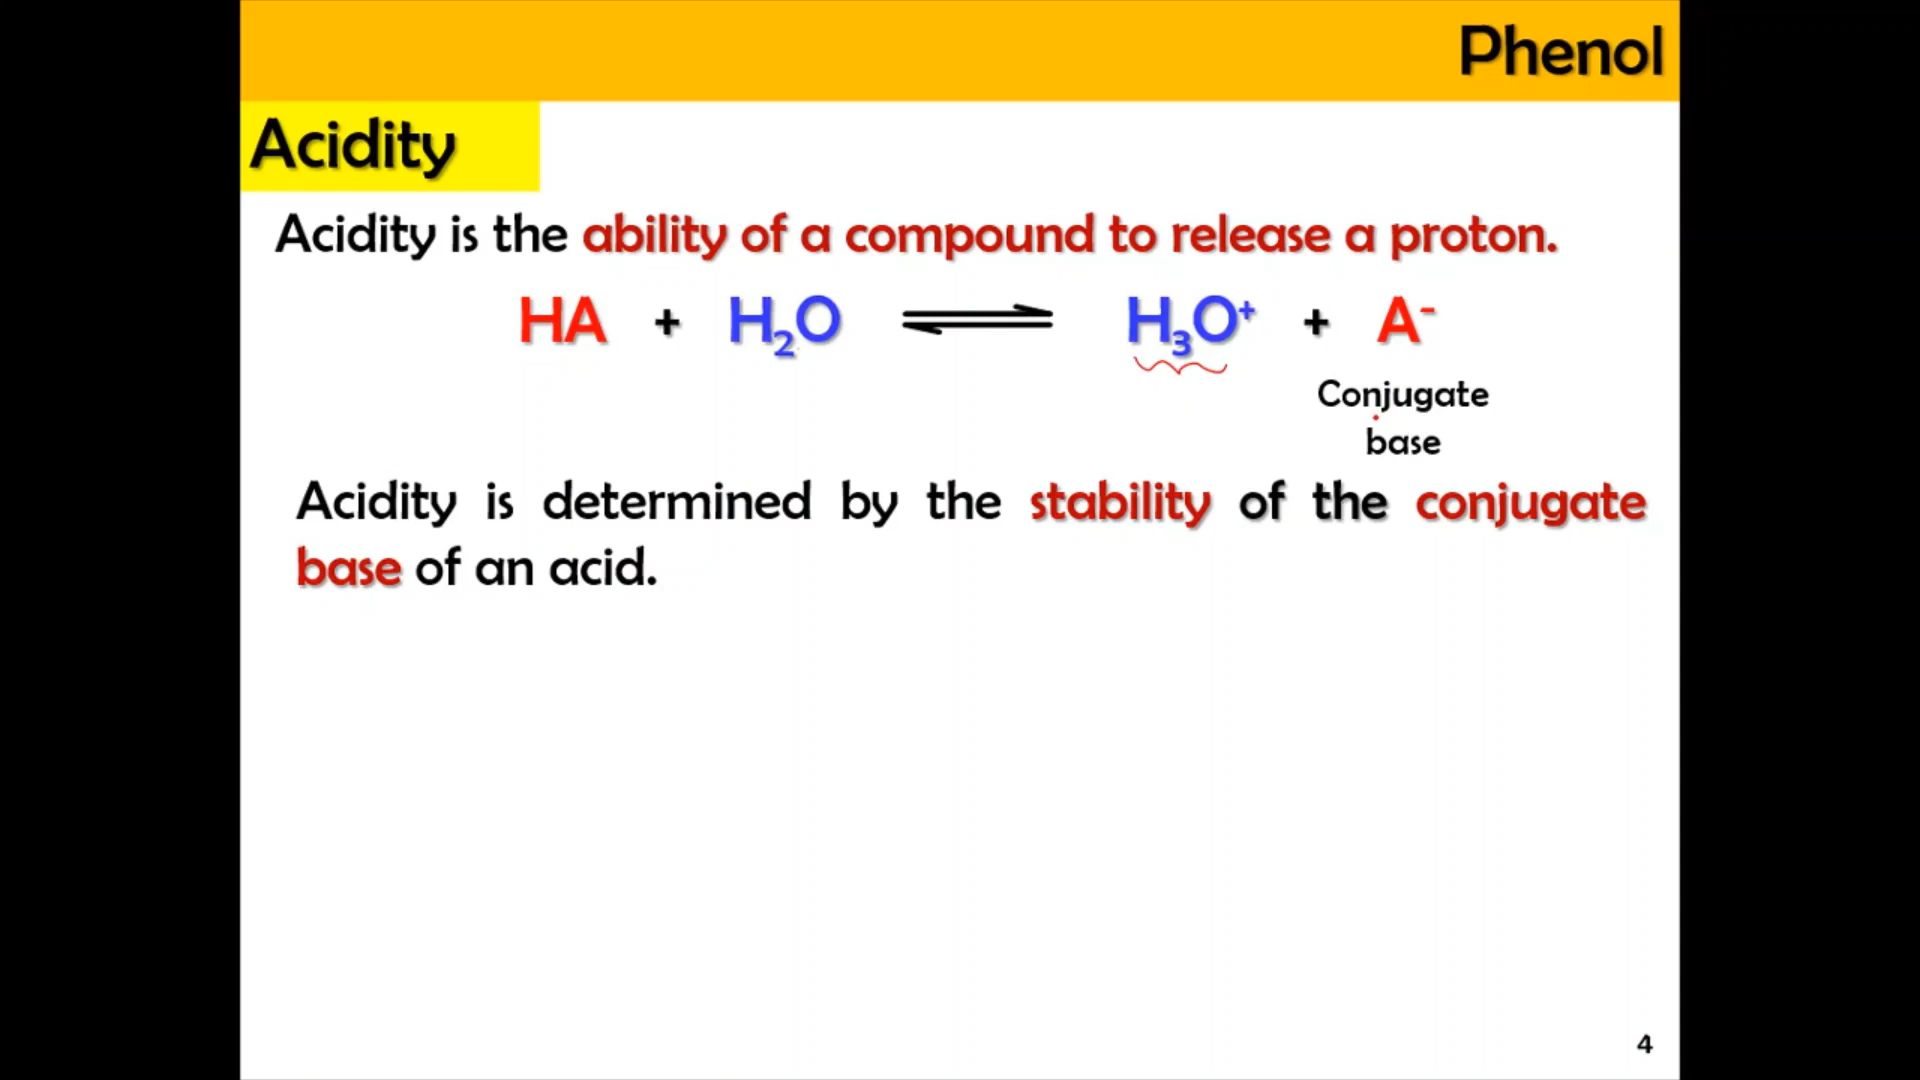 Phenol
Acidity
Acidity is the ability of a compound to release a proton.
HA + H₂O ⇌ H₃O⁺ + A⁻
Conjugate
base
Acidity is determined by the stability of the conjugate
base of an acid.
4